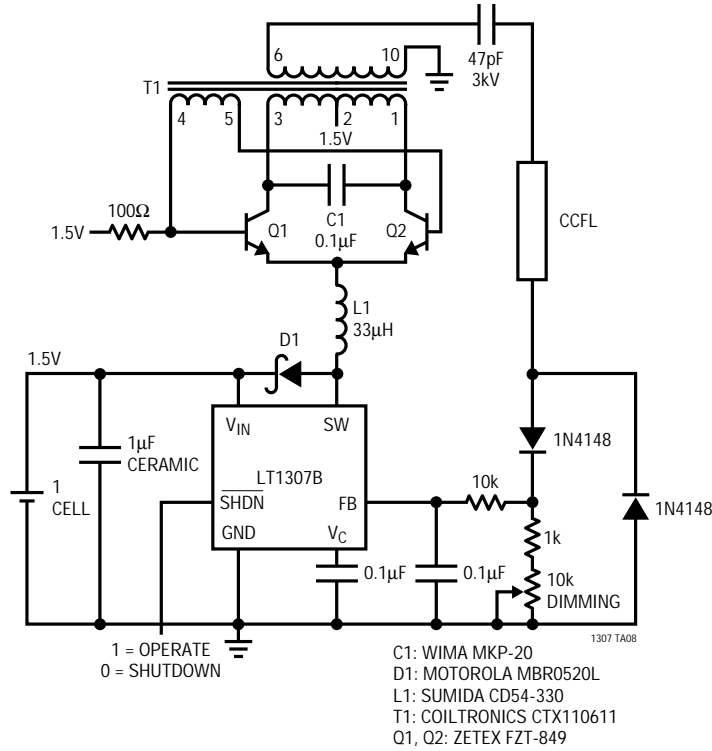 6
10
47pF
3kV
T1
4
5
3
2
1
1.5V
100Ω
1.5V
Q1
C1
0.1µF
Q2
CCFL
L1
33µH
D1
1.5V
VIN
SW
1N4148
1µF
CERAMIC
LT1307B
10k
1
CELL
SHDN
FB
1N4148
GND
VC
1k
0.1µF
0.1µF
10k
DIMMING
1307 TA08
1 = OPERATE
0 = SHUTDOWN
C1: WIMA MKP-20
D1: MOTOROLA MBR0520L
L1: SUMIDA CD54-330
T1: COILTRONICS CTX110611
Q1, Q2: ZETEX FZT-849